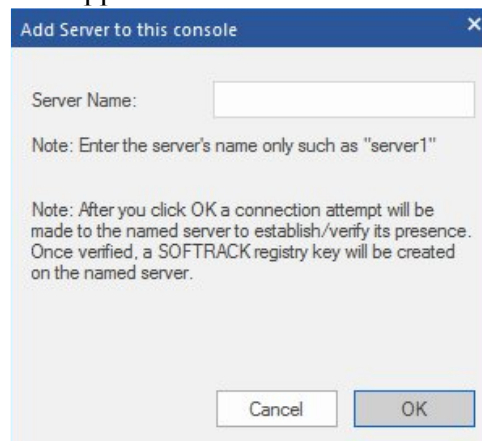 Add Server to this console
Server Name:
Note: Enter the server's name only such as "server1"
Note: After you click OK a connection attempt will be
made to the named server to establish/verify its presence.
Once verified, a SOFTRACK registry key will be created
on the named server.
Cancel OK